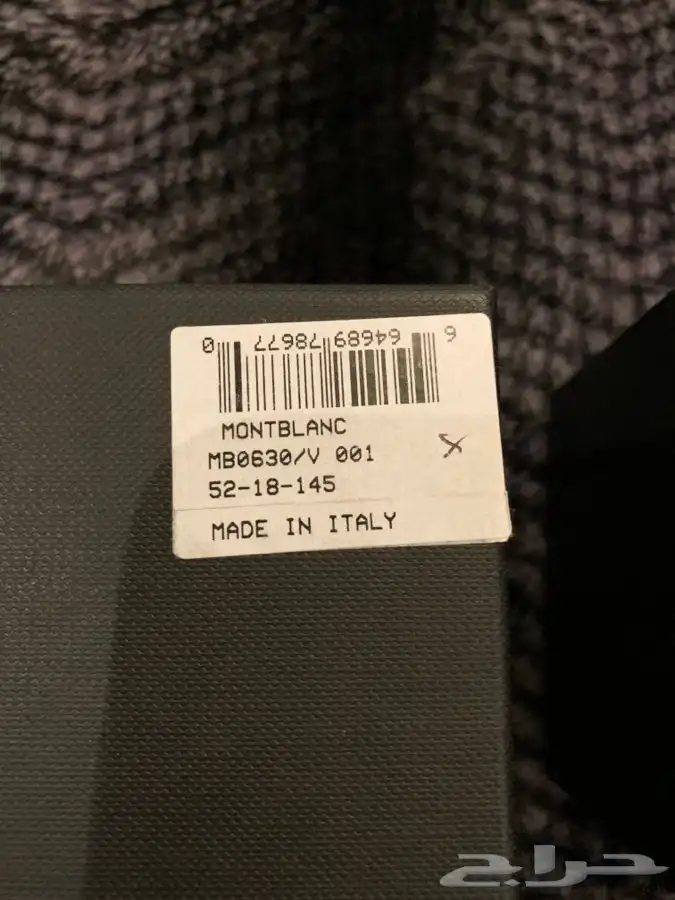 6 64689 78677 0
MONTBLANC
MB0630/V 001
52-18-145
MADE IN ITALY
حراج